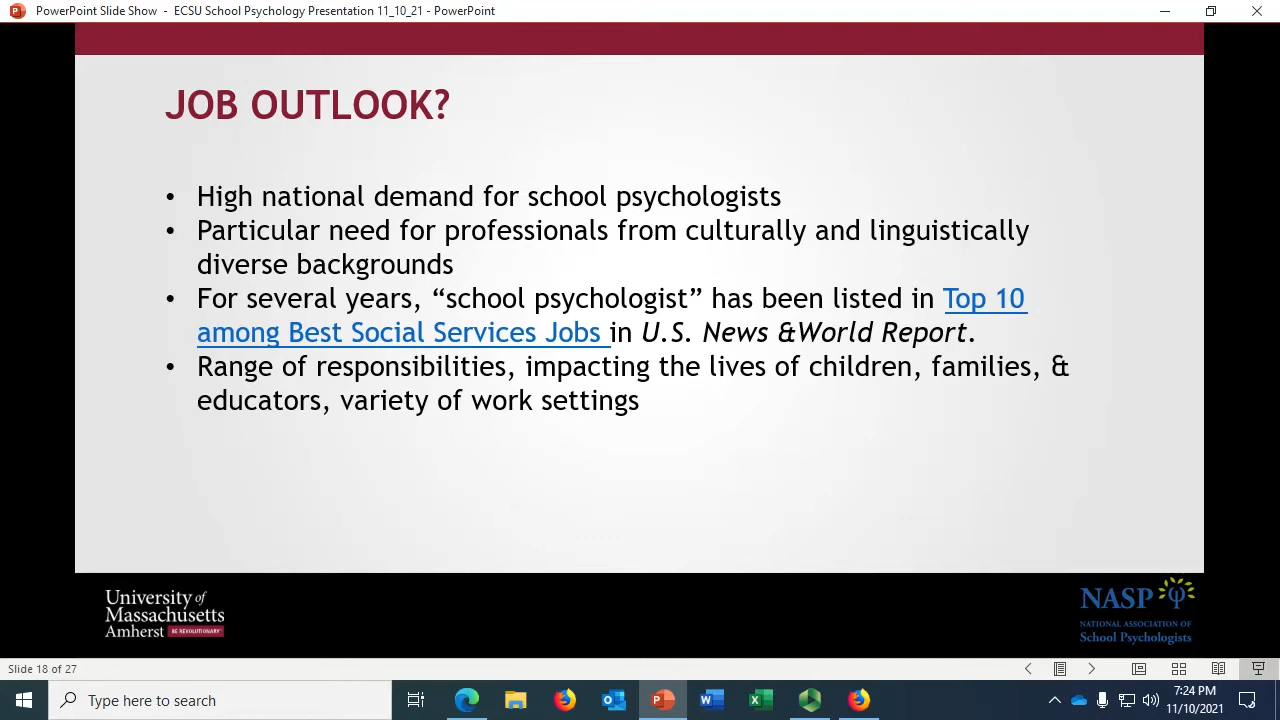 PowerPoint Slide Show - ECSU School Psychology Presentation 11_10_21 - PowerPoint
JOB OUTLOOK?
• High national demand for school psychologists
• Particular need for professionals from culturally and linguistically
diverse backgrounds
• For several years, “school psychologist” has been listed in Top 10
among Best Social Services Jobs in U.S. News &World Report.
• Range of responsibilities, impacting the lives of children, families, &
educators, variety of work settings
University of
Massachusetts
Amherst BE REVOLUTIONARY
NASP
NATIONAL ASSOCIATION OF
School Psychologists
Slide 18 of 27
Type here to search
7:24 PM
11/10/2021